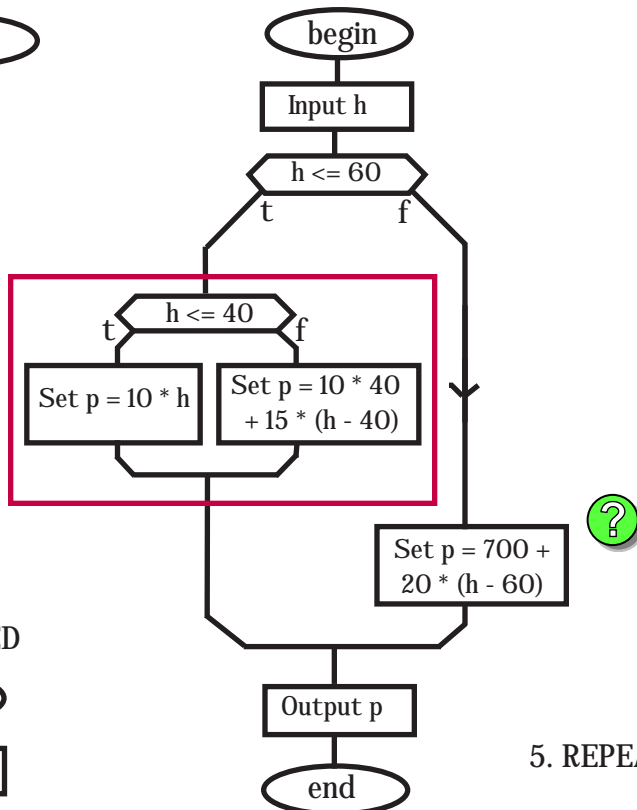 begin
Input h
h <= 60
t
f
h <= 40
t
f
Set p = 10 * h
Set p = 10 * 40
+ 15 * (h - 40)
?
Set p = 700 +
20 * (h - 60)
Output p
5. REPEA
end